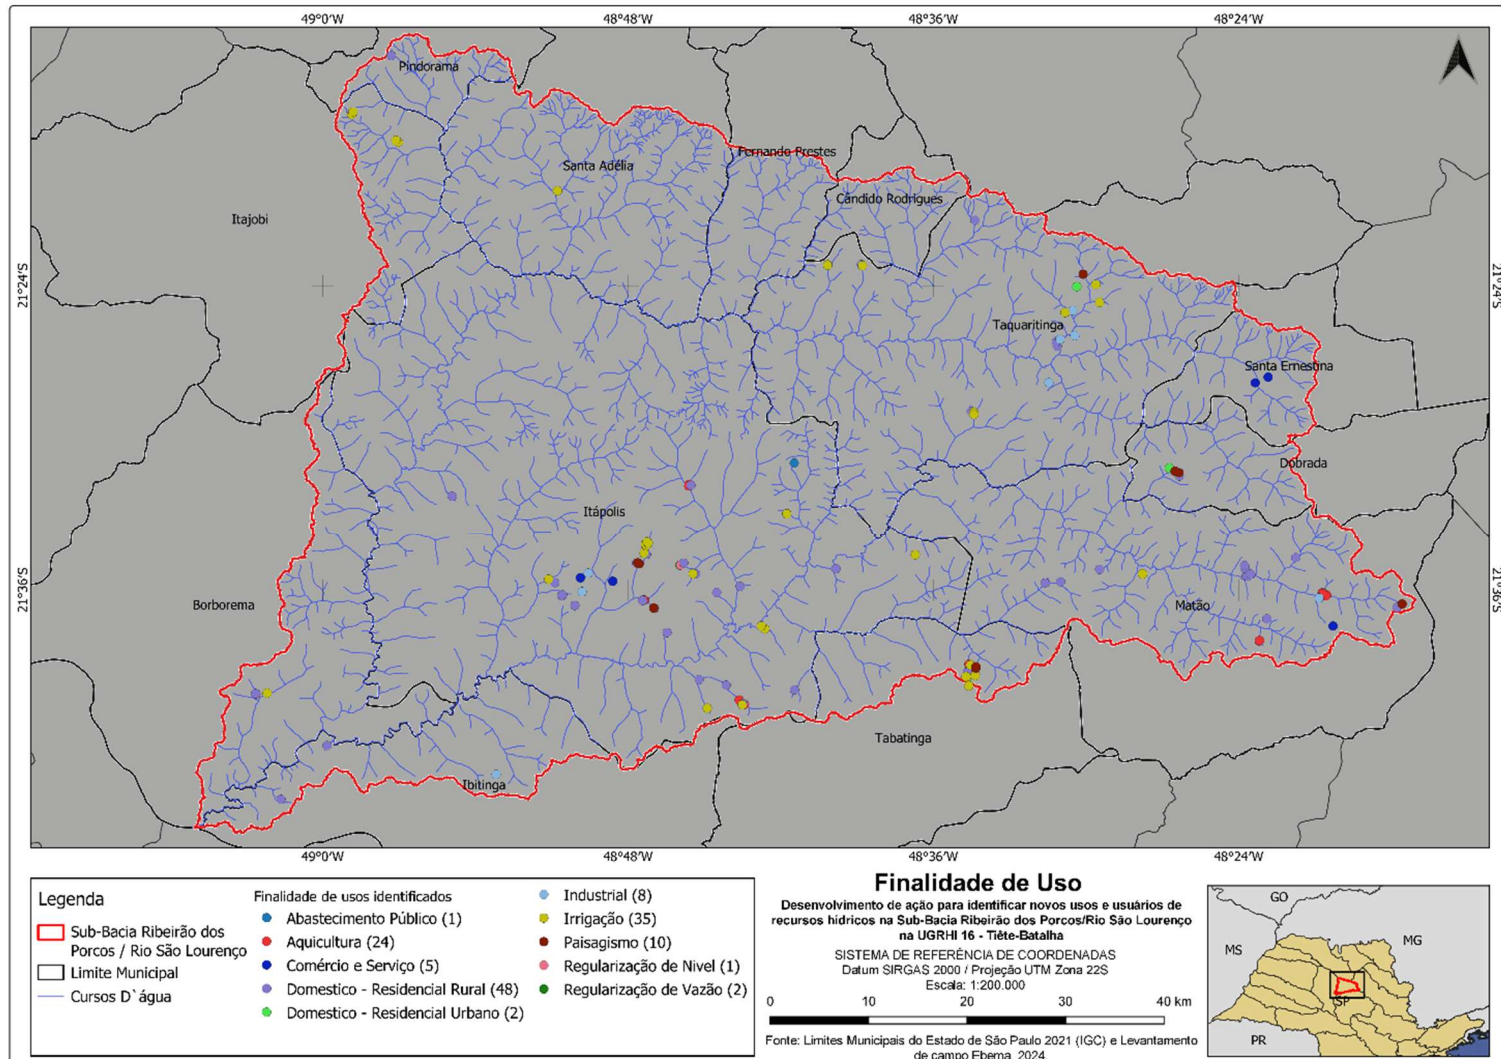 49°0'W
48°48'W
48°36'W
48°24'W
Pindorama
Fernando Prestes
Santa Adélia
Cândido Rodrigues
Itajobi
21°24'S
21°24'S
Taquaritinga
Santa Ernestina
Dobrada
Itápolis
21°36'S
21°36'S
Borborema
Matão
Tabatinga
Ibitinga
49°0'W
48°48'W
48°36'W
48°24'W
Legenda
Sub-Bacia Ribeirão dos
Porcos / Rio São Lourenço
Limite Municipal
Cursos D`água
Finalidade de usos identificados
Abastecimento Público (1)
Aquicultura (24)
Comércio e Serviço (5)
Domestico - Residencial Rural (48)
Domestico - Residencial Urbano (2)
Industrial (8)
Irrigação (35)
Paisagismo (10)
Regularização de Nivel (1)
Regularização de Vazão (2)
Finalidade de Uso
Desenvolvimento de ação para identificar novos usos e usuários de
recursos hídricos na Sub-Bacia Ribeirão dos Porcos/Rio São Lourenço
na UGRHI 16 - Tiête-Batalha
SISTEMA DE REFERÊNCIA DE COORDENADAS
Datum SIRGAS 2000 / Projeção UTM Zona 22S
Escala: 1:200.000
0 10 20 30 40 km
Fonte: Limites Municipais do Estado de São Paulo 2021 (IGC) e Levantamento
de campo Ebema, 2024
GO
MS
MG
SP
PR